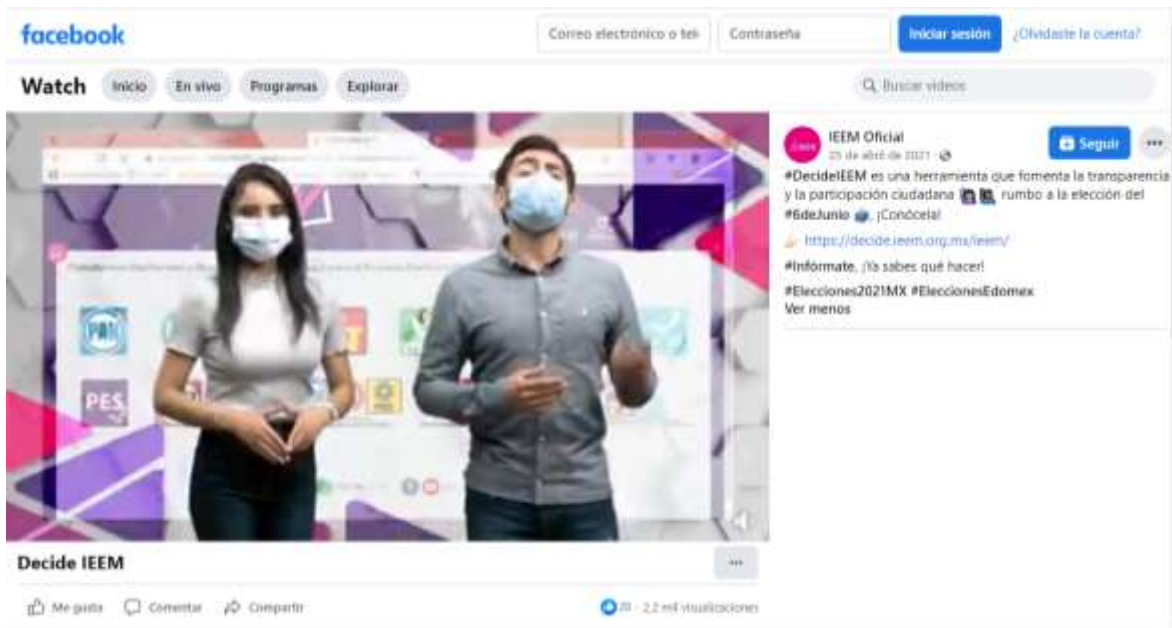 facebook
Correo electrónico o tel
Contraseña
Iniciar sesión
¿Olvidaste la cuenta?
Watch
Inicio
En vivo
Programas
Explorar
Buscar videos
PAN
PES
Decide IEEM
Me gusta
Comentar
Compartir
20 · 2,2 mil visualizaciones
IEEM Oficial
25 de abril de 2021 ·
Seguir
#DecideIEEM es una herramienta que fomenta la transparencia
y la participación ciudadana rumbo a la elección del
#6deJunio , ¡Conócela!
https://decide.ieem.org.mx/ieem/
#Infórmate, ¡Ya sabes qué hacer!
#Elecciones2021MX #EleccionesEdomex
Ver menos